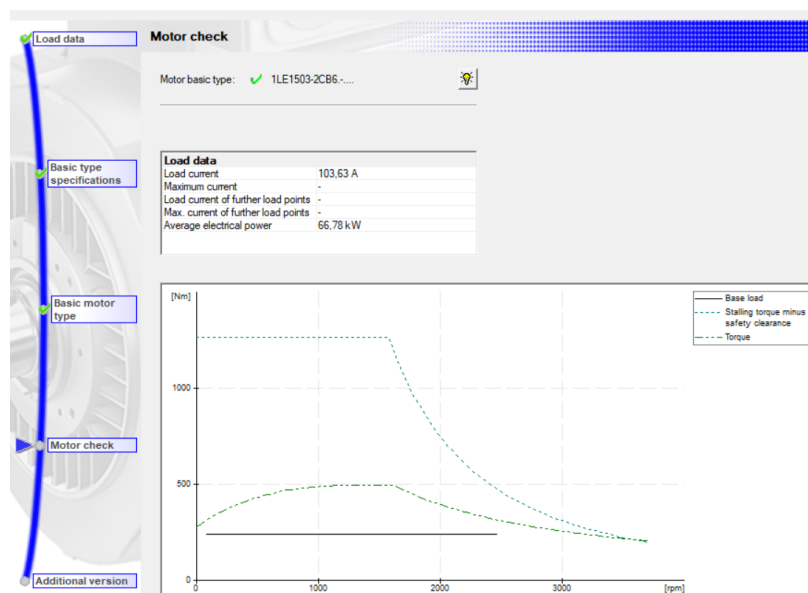 Load data
Basic type
specifications
Basic motor
type
Motor check
Additional version
Motor check
Motor basic type: 1LE1503-2CB6.-....
Load data
Load current 103,63 A
Maximum current -
Load current of further load points -
Max. current of further load points -
Average electrical power 66,78 kW
[Nm]
1000
500
0
0 1000 2000 3000 [rpm]
Base load
Stalling torque minus
safety clearance
Torque